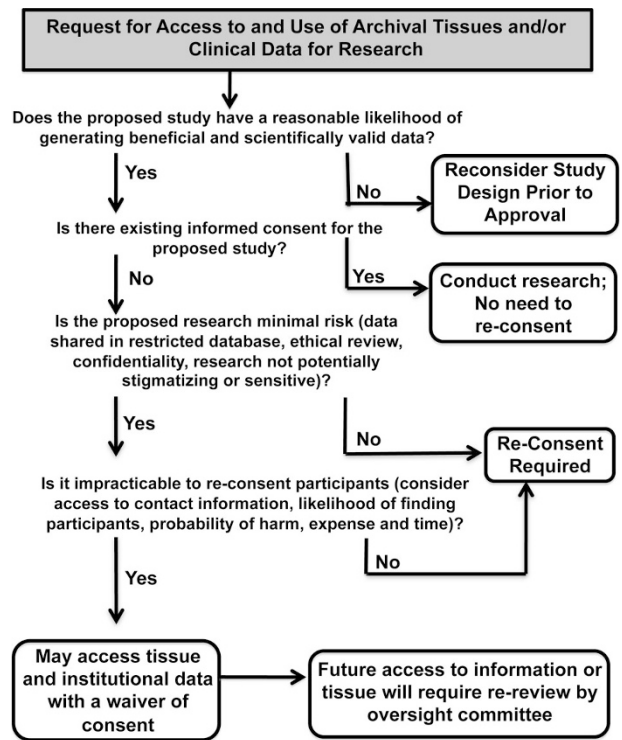 Request for Access to and Use of Archival Tissues and/or
Clinical Data for Research
Does the proposed study have a reasonable likelihood of
generating beneficial and scientifically valid data?
Yes
No
Reconsider Study
Design Prior to
Approval
Is there existing informed consent for the
proposed study?
No
Yes
Conduct research;
No need to
re-consent
Is the proposed research minimal risk (data
shared in restricted database, ethical review,
confidentiality, research not potentially
stigmatizing or sensitive)?
Yes
No
Re-Consent
Required
Is it impracticable to re-consent participants (consider
access to contact information, likelihood of finding
participants, probability of harm, expense and time)?
Yes
No
May access tissue
and institutional data
with a waiver of
consent
Future access to information or
tissue will require re-review by
oversight committee